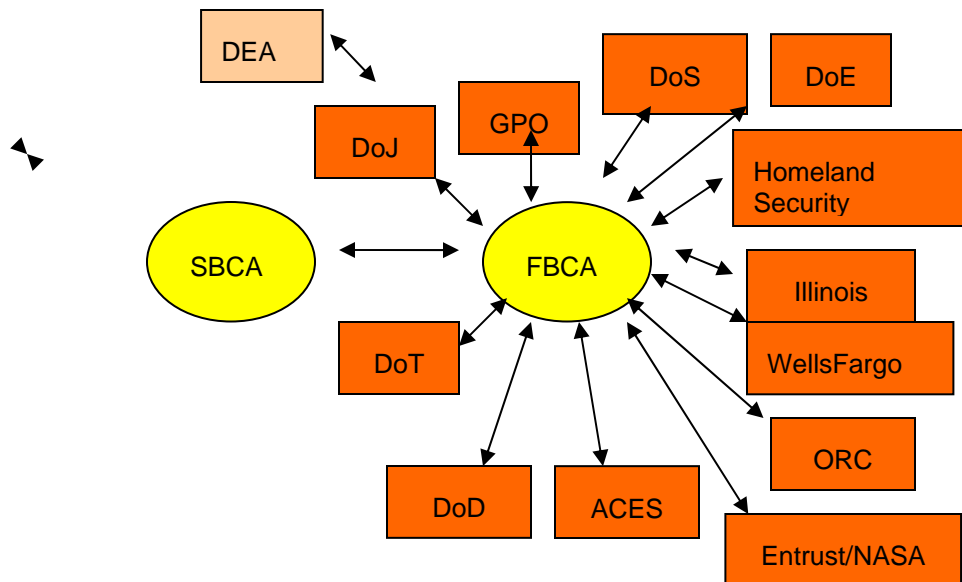 DEA
DoS
DoE
GPO
DoJ
Homeland
Security
SBCA
FBCA
Illinois
DoT
WellsFargo
ORC
DoD
ACES
Entrust/NASA